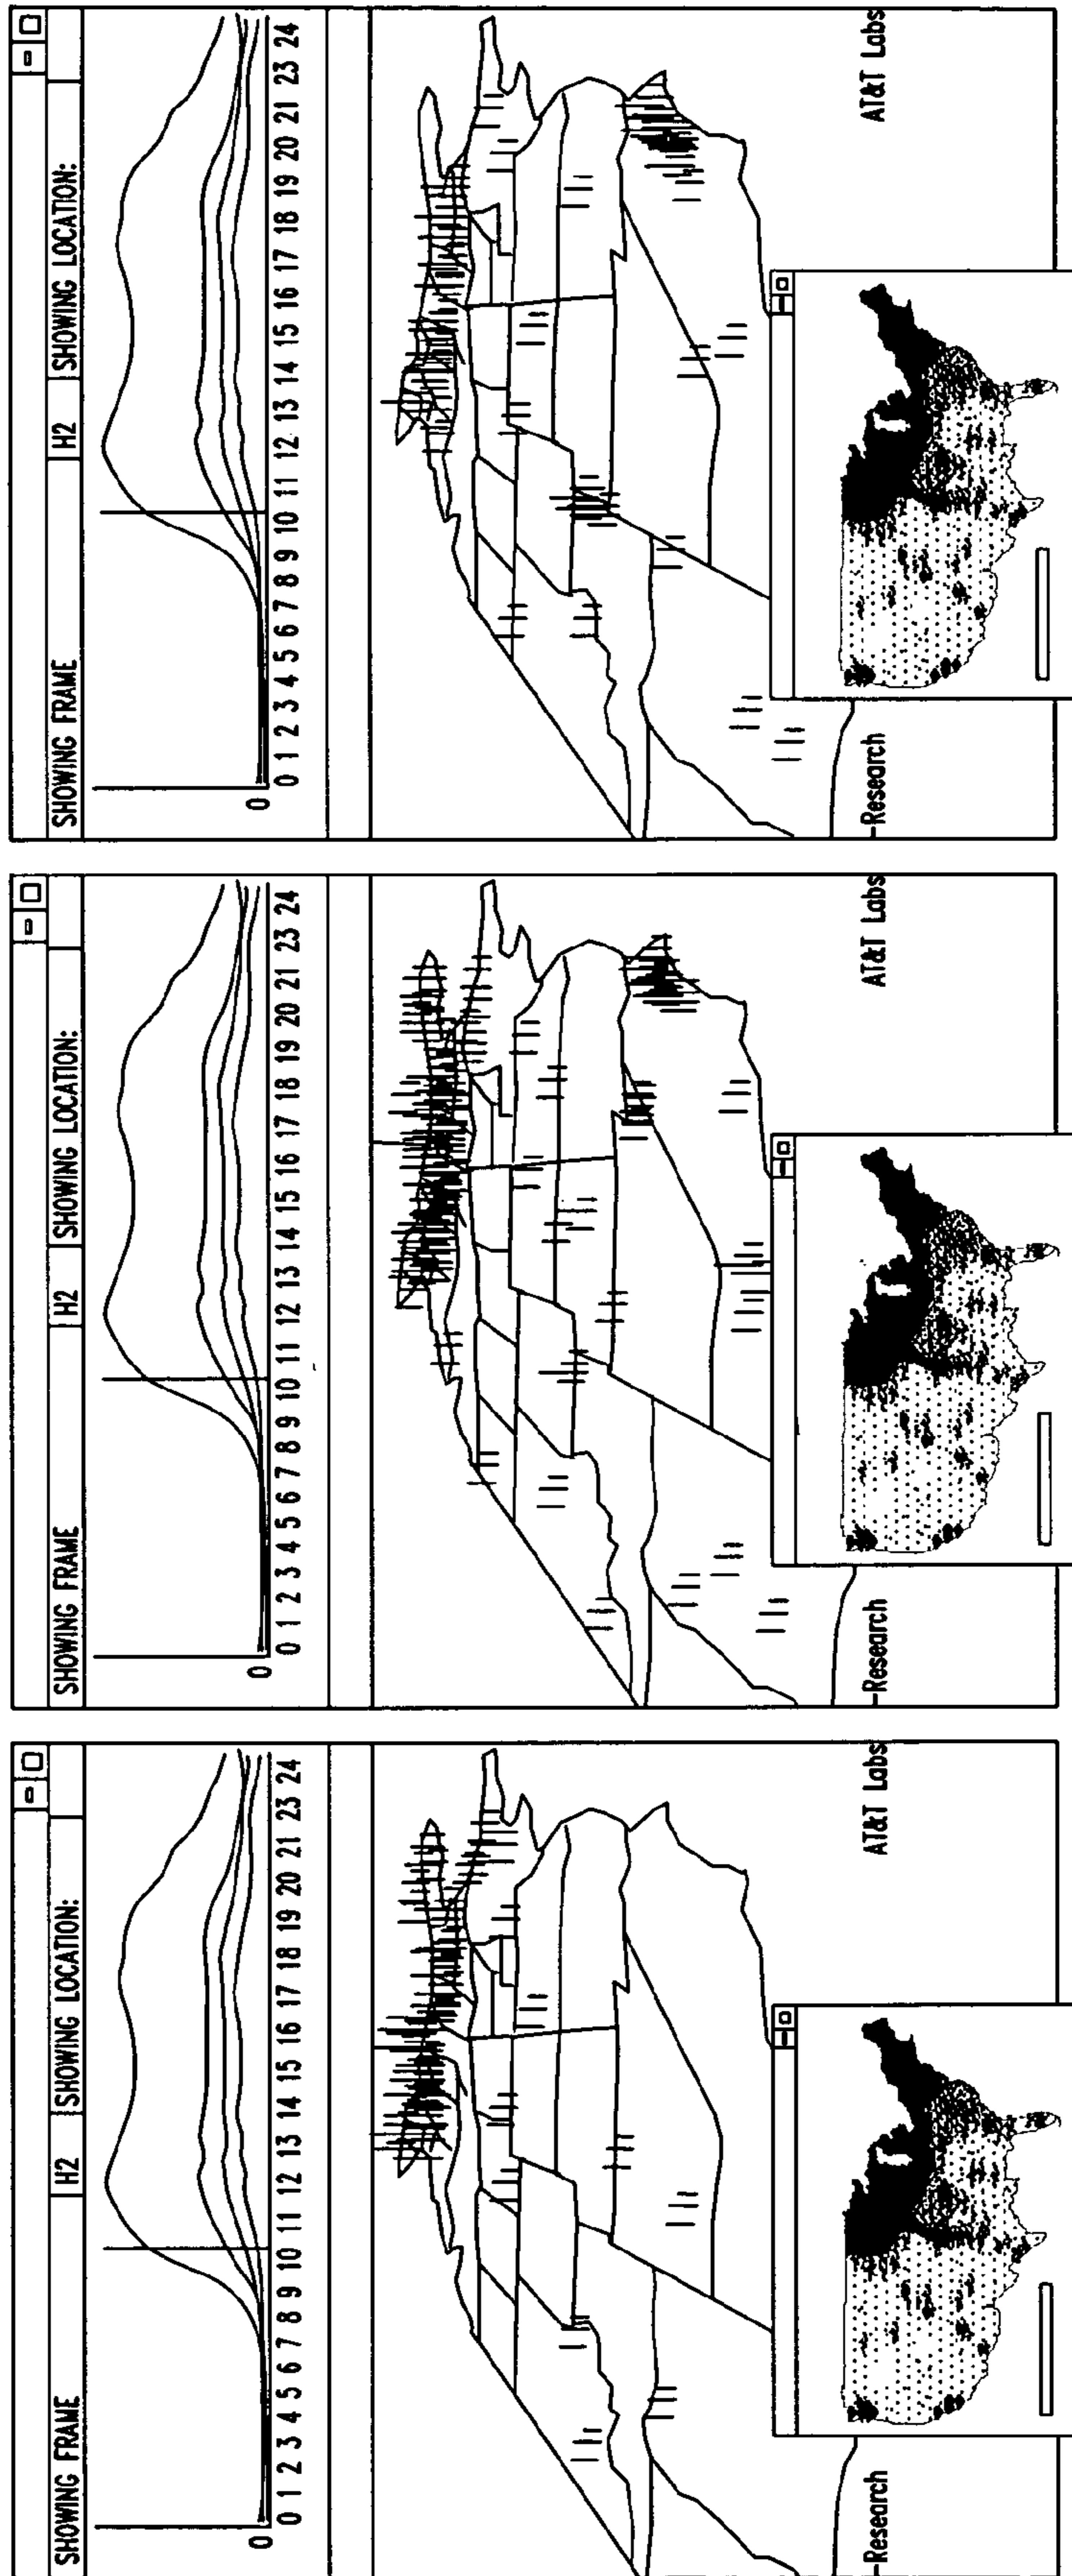 SHOWING FRAME H2 SHOWING LOCATION:
0
0 1 2 3 4 5 6 7 8 9 10 11 12 13 14 15 16 17 18 19 20 21 23 24
-Research AT&T Labs
SHOWING FRAME H2 SHOWING LOCATION:
0
0 1 2 3 4 5 6 7 8 9 10 11 12 13 14 15 16 17 18 19 20 21 23 24
-Research AT&T Labs
SHOWING FRAME H2 SHOWING LOCATION:
0
0 1 2 3 4 5 6 7 8 9 10 11 12 13 14 15 16 17 18 19 20 21 23 24
-Research AT&T Labs